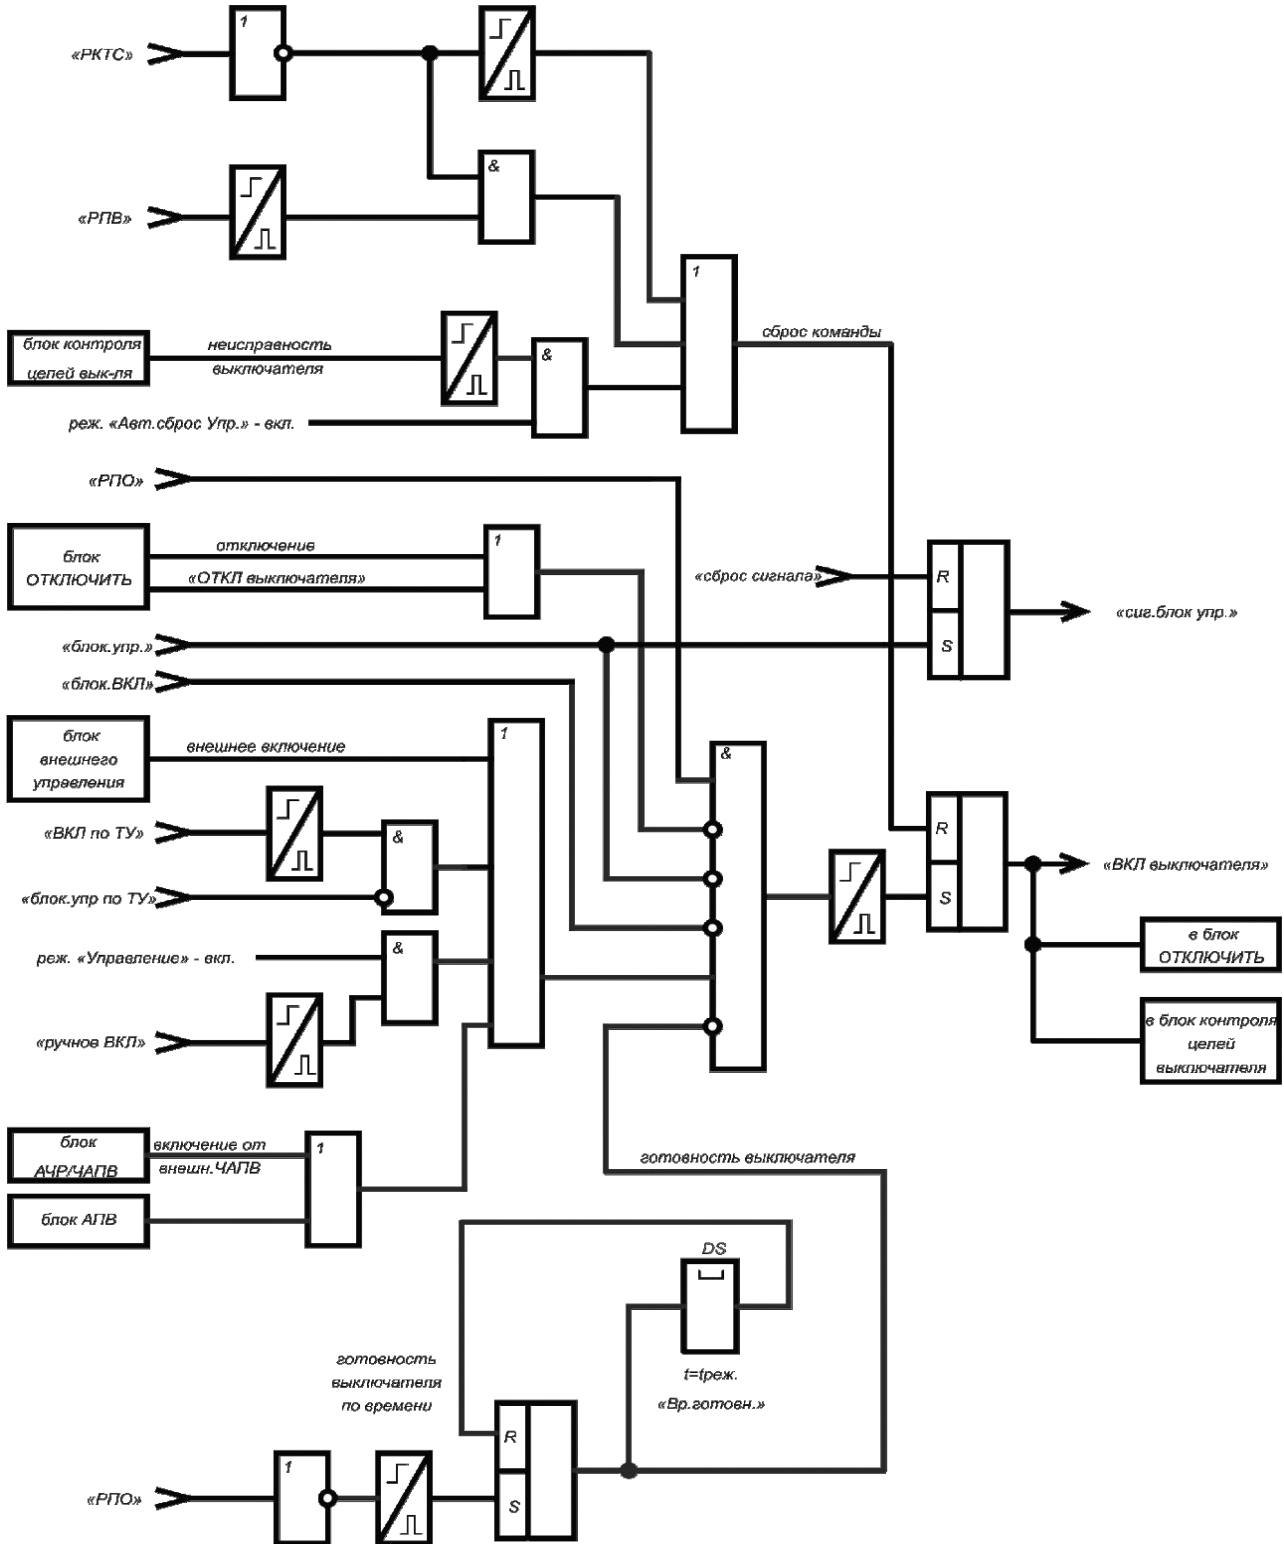 1
«РКТС»
&
«РПВ»
1
сброс команды
блок контроля
цепей вык-ля
неисправность
выключателя
&
реж. «Авт.сброс Упр.» - вкл.
«РПО»
блок
ОТКЛЮЧИТЬ
отключение
«ОТКЛ выключателя»
1
«сброс сигнала»
R
S
«сиг.блок упр.»
«блок.упр.»
«блок.ВКЛ»
блок
внешнего
управления
внешнее включение
1
&
«ВКЛ по ТУ»
&
«блок.упр по ТУ»
R
S
«ВКЛ выключателя»
в блок
ОТКЛЮЧИТЬ
реж. «Управление» - вкл.
&
«ручнов ВКЛ»
в блок контроля
цепей
выключателя
блок
АЧР/ЧАПВ
включение от
внешн.ЧАПВ
1
блок АПВ
готовность выключателя
DS
t=tреж.
«Вр.готовн.»
готовность
выключателя
по времени
R
S
1
«РПО»